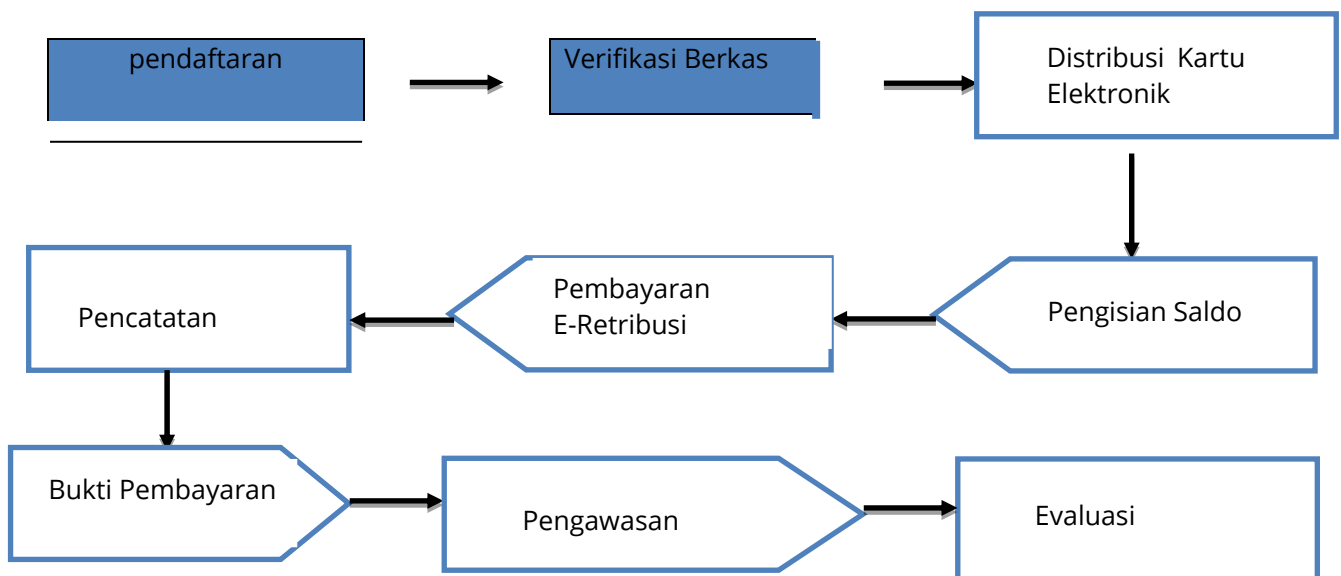 pendaftaran
Verifikasi Berkas
Distribusi Kartu
Elektronik
Pengisian Saldo
Pembayaran
E-Retribusi
Pencatatan
Bukti Pembayaran
Pengawasan
Evaluasi